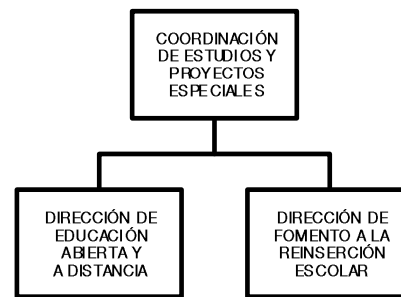 COORDINACIÓN
DE ESTUDIOS Y
PROYECTOS
ESPECIALES
DIRECCIÓN DE
EDUCACIÓN
ABIERTA Y
A DISTANCIA
DIRECCIÓN DE
FOMENTO A LA
REINSERCIÓN
ESCOLAR